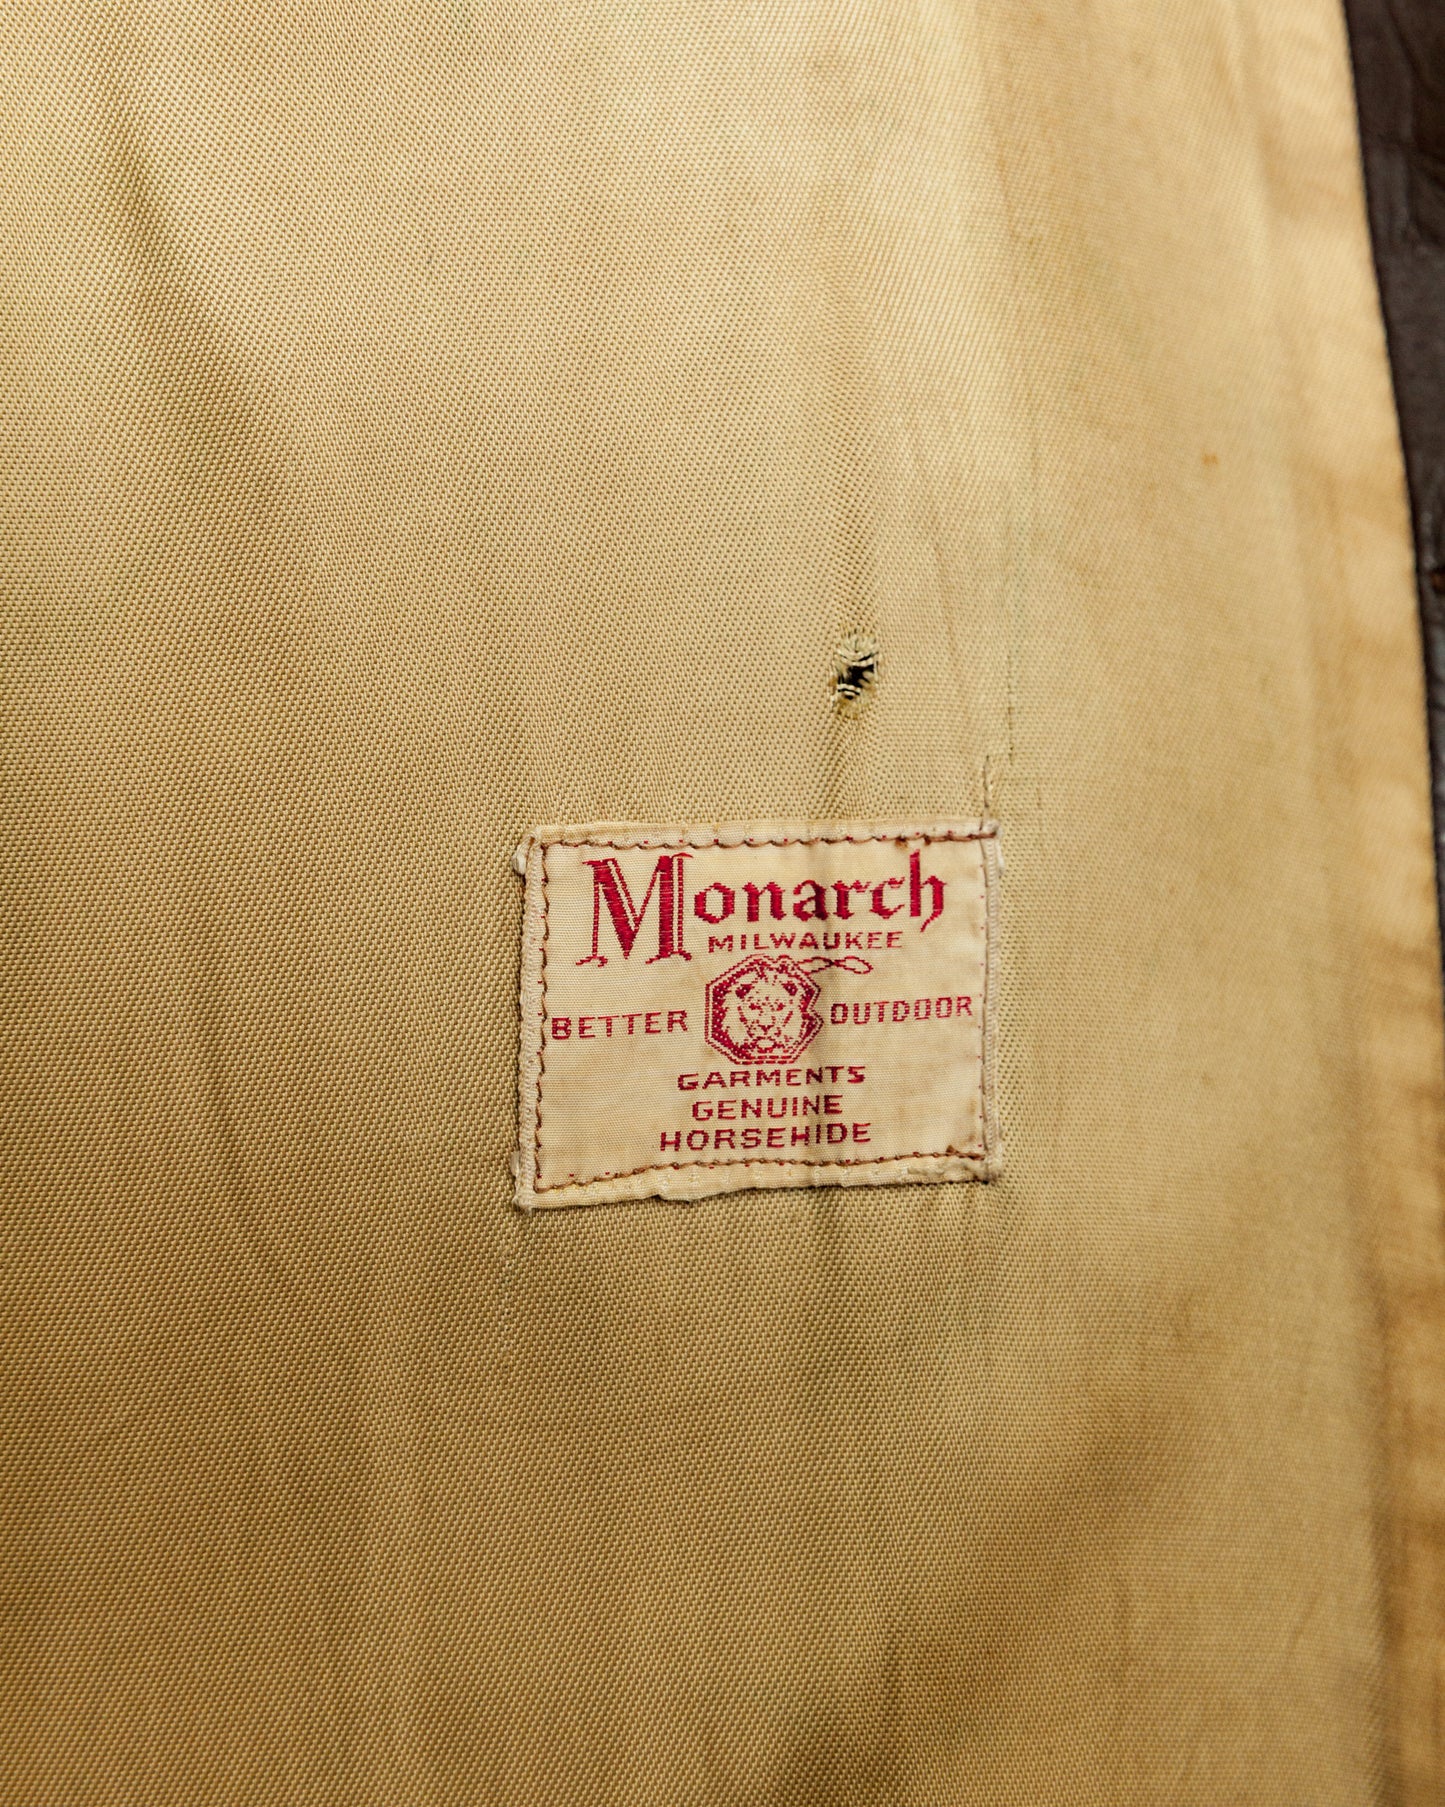 Monarch
MILWAUKEE
BETTER OUTDOOR
GARMENTS
GENUINE
HORSEHIDE